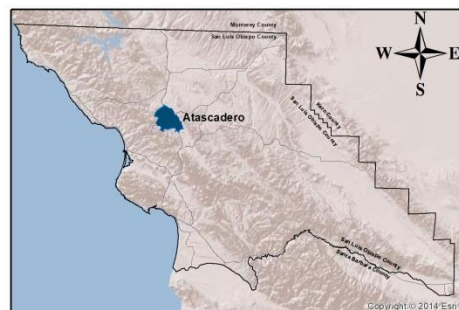 Monterey County
San Luis Obispo County
N
W
E
S
Atascadero
Kern County
San Luis Obispo County
San Luis Obispo County
Santa Barbara County
Copyright © 2014 Esri